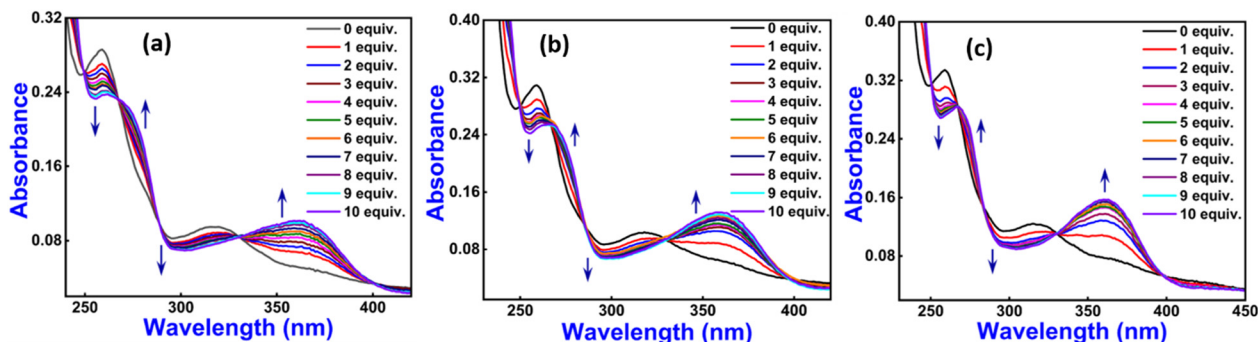 (a)
0 equiv.
1 equiv.
2 equiv.
3 equiv.
4 equiv.
5 equiv.
6 equiv.
7 equiv.
8 equiv.
9 equiv.
10 equiv.
0.32
0.24
0.16
0.08
Absorbance
250 300 350 400
Wavelength (nm)
(b)
0 equiv.
1 equiv.
2 equiv.
3 equiv.
4 equiv.
5 equiv.
6 equiv.
7 equiv.
8 equiv.
9 equiv.
10 equiv.
0.40
0.32
0.24
0.16
0.08
Absorbance
250 300 350 400
Wavelength (nm)
(c)
0 equiv.
1 equiv.
2 equiv.
3 equiv.
4 equiv.
5 equiv.
6 equiv.
7 equiv.
8 equiv.
9 equiv.
10 equiv.
0.40
0.32
0.24
0.16
0.08
Absorbance
250 300 350 400 450
Wavelength (nm)